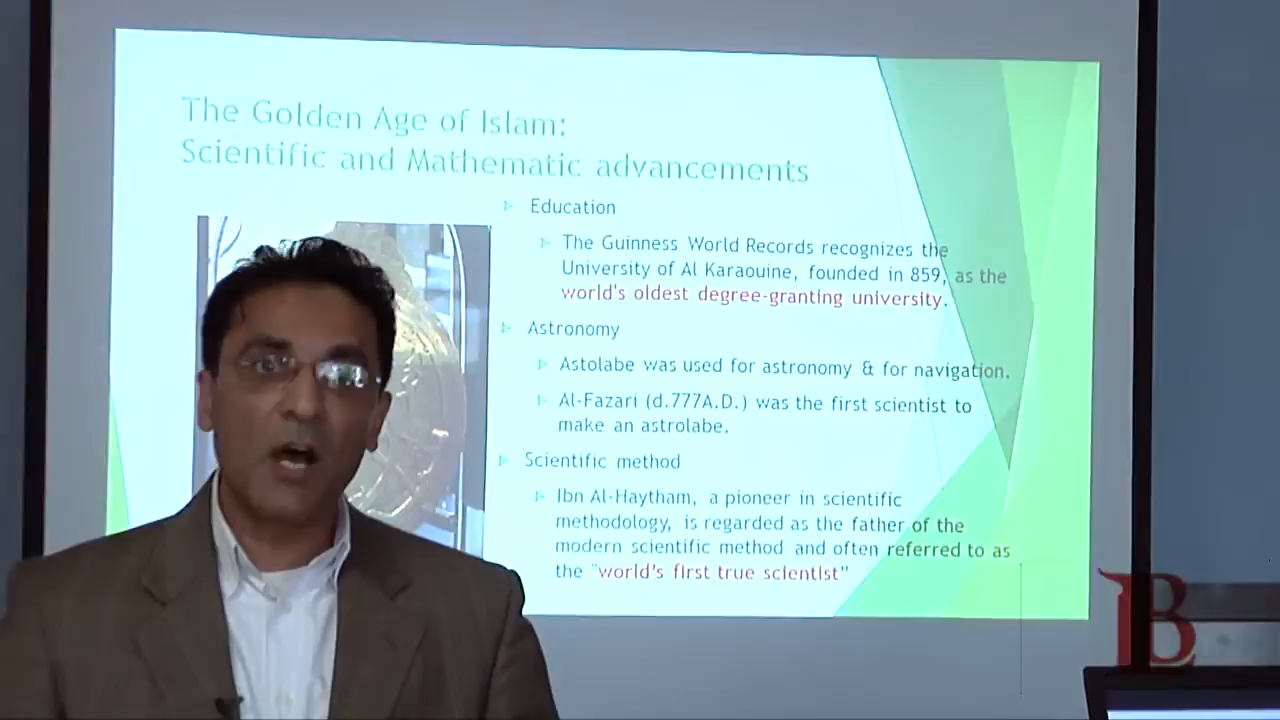 The Golden Age of Islam:
Scientific and Mathematic advancements
Education
The Guinness World Records recognizes the
University of Al Karaouine, founded in 859, as the
world's oldest degree-granting university.
Astronomy
Astolabe was used for astronomy & for navigation.
Al-Fazari (d.777A.D.) was the first scientist to
make an astrolabe.
Scientific method
Ibn Al-Haytham, a pioneer in scientific
methodology, is regarded as the father of the
modern scientific method and often referred to as
the "world's first true scientist"
B